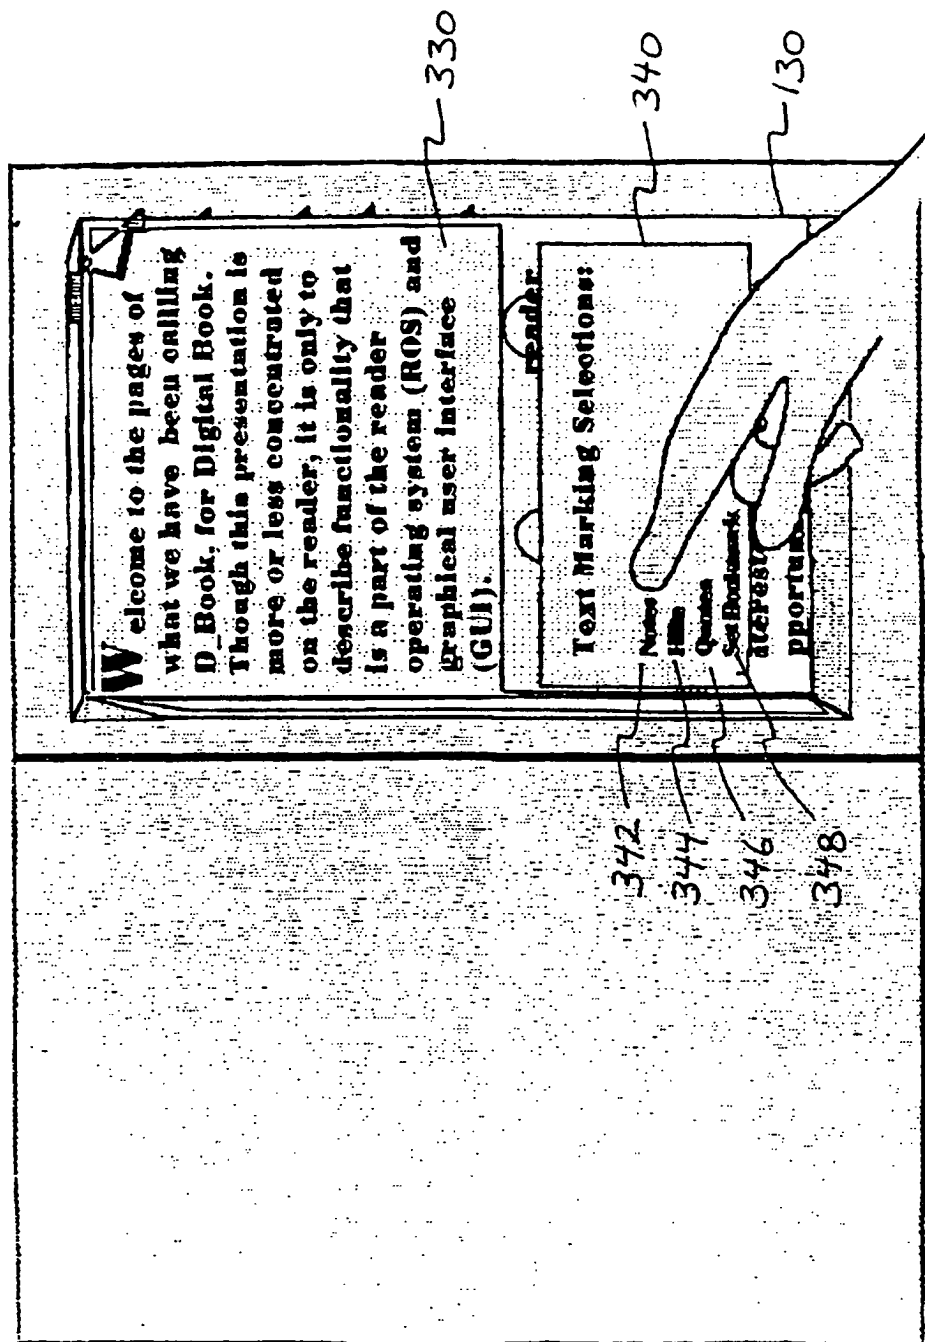 Welcome to the pages of
what we have been callling
D_Book, for Digital Book.
Though this presentation is
more or less concentrated
on the reader, it is only to
describe functionality that
is a part of the reader
operating system (ROS) and
graphical user interface
(GUI).
reader
Text Marking Selections:
Notes
Quotes
Set Bookmark
pportun
330
340
130
342
344
346
348